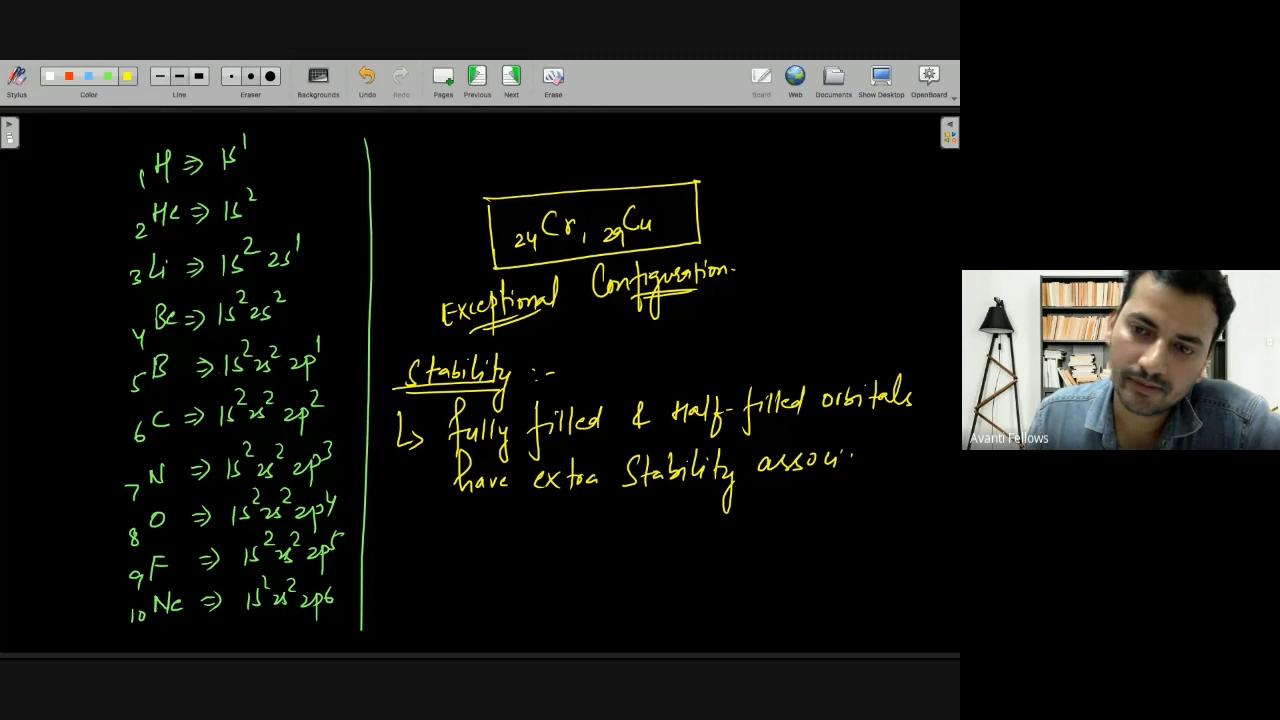 Stylus Color Line Eraser Backgrounds Undo Redo Pages Previous Next Erase Board Web Documents Show Desktop OpenBoard
₁H ⇒ 1s¹
₂He ⇒ 1s²
₃Li ⇒ 1s² 2s¹
₄Be ⇒ 1s² 2s²
₅B ⇒ 1s² 2s² 2p¹
₆C ⇒ 1s² 2s² 2p²
₇N ⇒ 1s² 2s² 2p³
₈O ⇒ 1s² 2s² 2p⁴
₉F ⇒ 1s² 2s² 2p⁵
₁₀Ne ⇒ 1s² 2s² 2p⁶
₂₄Cr, ₂₉Cu
Exceptional Configuration.
Stability :-
↳ fully filled & Half-filled orbitals
have extra Stability associ..
Avanti Fellows